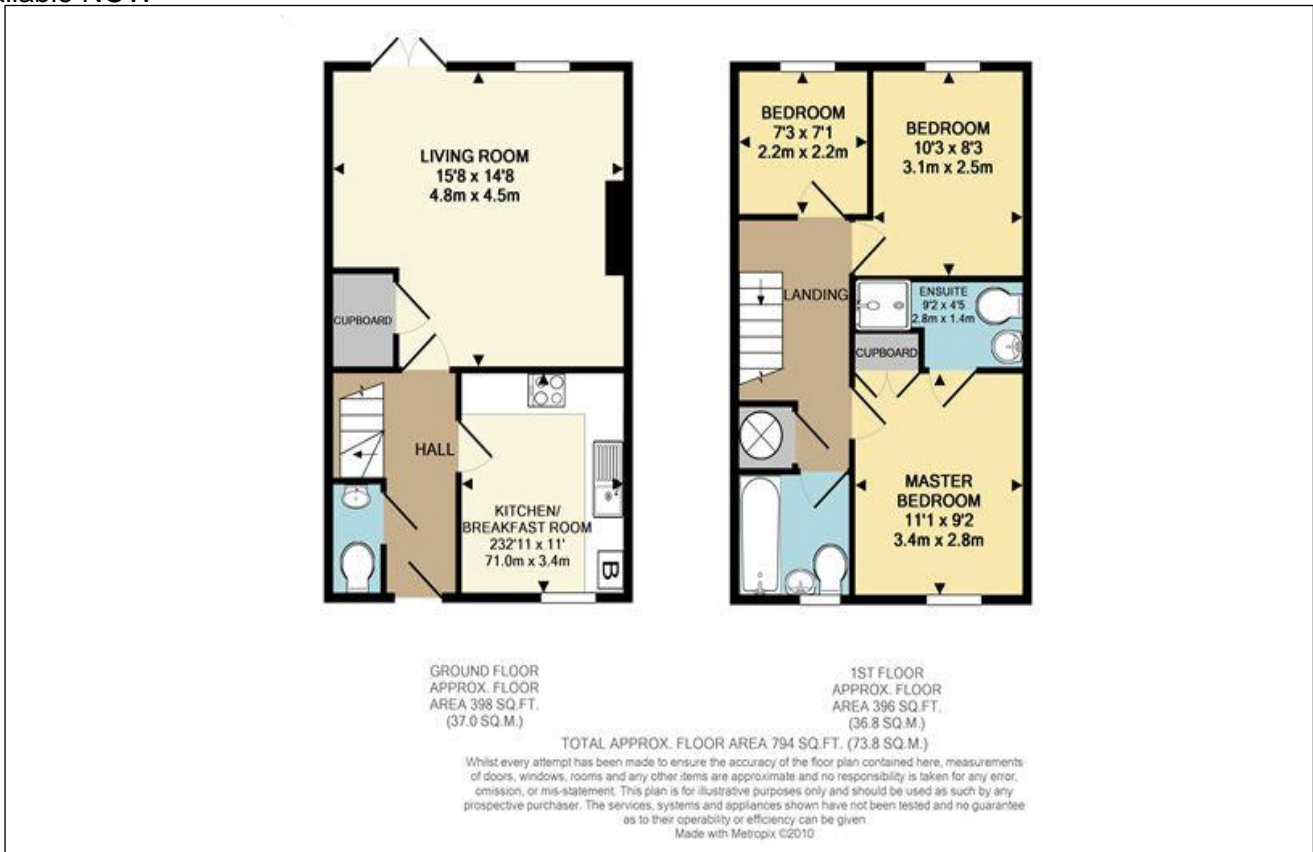 LIVING ROOM
15'8 x 14'8
4.8m x 4.5m
CUPBOARD
HALL
KITCHEN/
BREAKFAST ROOM
232'11 x 11'
71.0m x 3.4m
B
GROUND FLOOR
APPROX. FLOOR
AREA 398 SQ.FT.
(37.0 SQ.M.)
BEDROOM
7'3 x 7'1
2.2m x 2.2m
BEDROOM
10'3 x 8'3
3.1m x 2.5m
LANDING
ENSUITE
9'2 x 4'5
2.8m x 1.4m
CUPBOARD
MASTER
BEDROOM
11'1 x 9'2
3.4m x 2.8m
1ST FLOOR
APPROX. FLOOR
AREA 396 SQ.FT.
(36.8 SQ.M.)
TOTAL APPROX. FLOOR AREA 794 SQ.FT. (73.8 SQ.M.)
Whilst every attempt has been made to ensure the accuracy of the floor plan contained here, measurements
of doors, windows, rooms and any other items are approximate and no responsibility is taken for any error,
omission, or mis-statement. This plan is for illustrative purposes only and should be used as such by any
prospective purchaser. The services, systems and appliances shown have not been tested and no guarantee
as to their operability or efficiency can be given
Made with Metropix ©2010